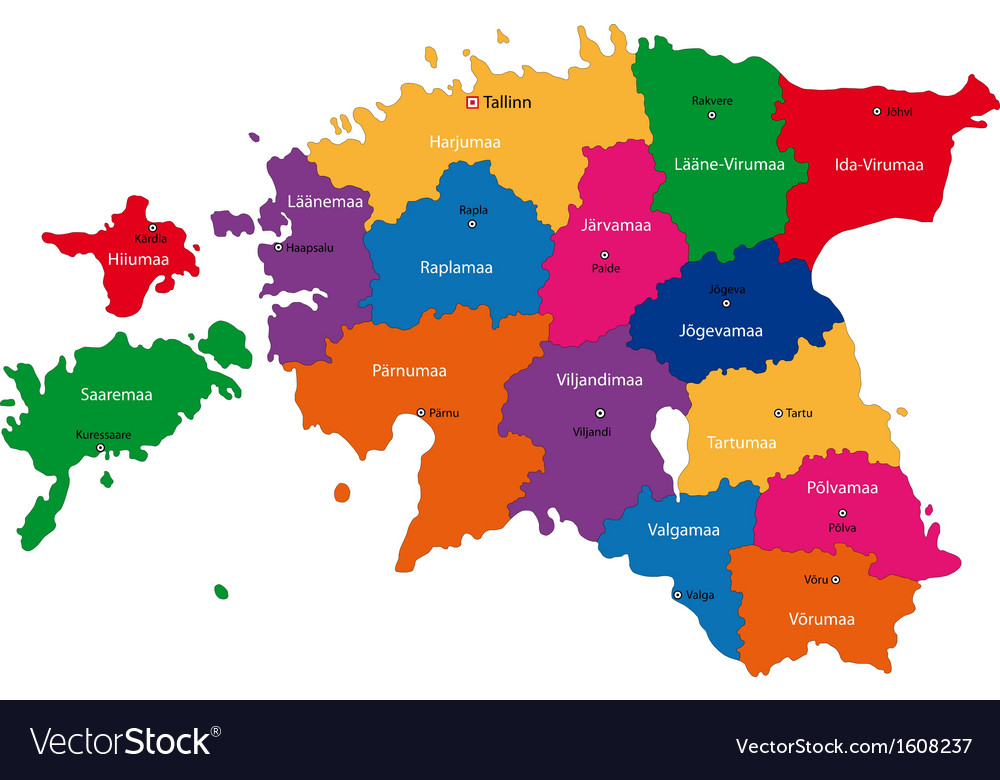 Tallinn
Harjumaa
Rakvere
Lääne-Virumaa
Jõhvi
Ida-Virumaa
Läänemaa
Haapsalu
Rapla
Raplamaa
Järvamaa
Paide
Kärdla
Hiiumaa
Jõgeva
Jõgevamaa
Saaremaa
Kuressaare
Pärnumaa
Pärnu
Viljandimaa
Viljandi
Tartu
Tartumaa
Põlvamaa
Põlva
Valgamaa
Valga
Võru
Võrumaa
VectorStock®
VectorStock.com/1608237